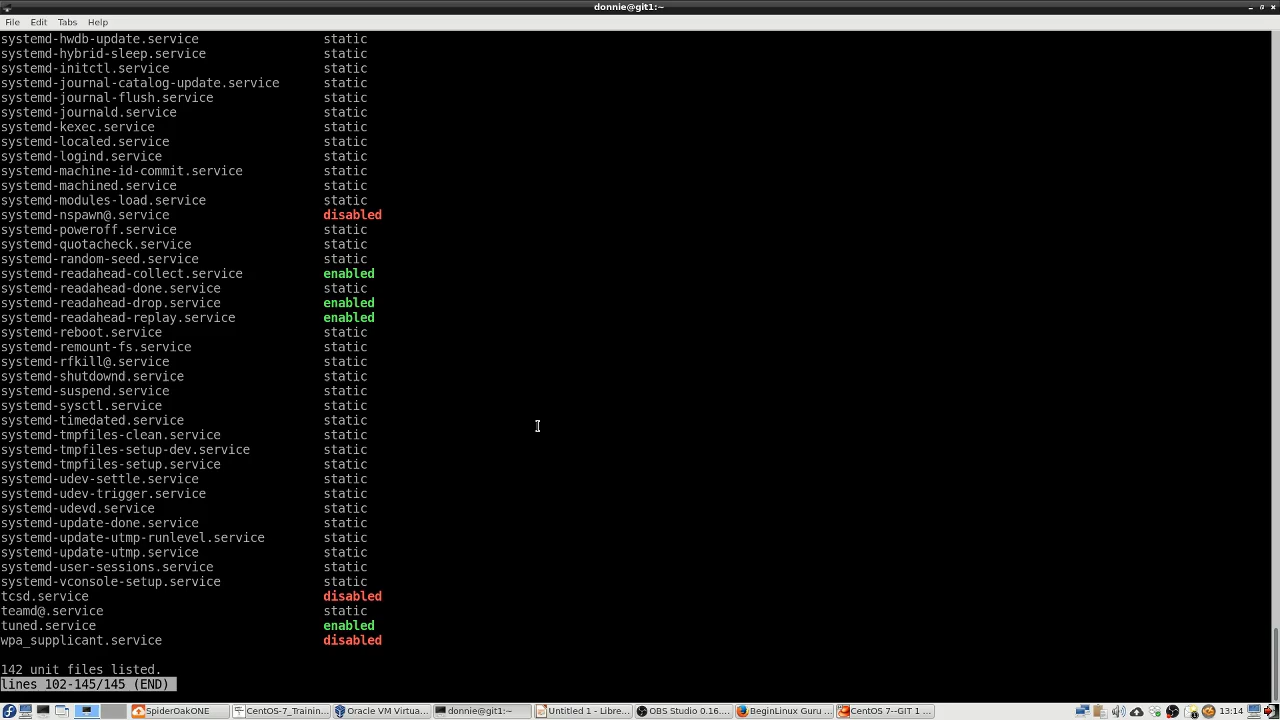 donnie@git1:~
File Edit Tabs Help
systemd-hwdb-update.service static
systemd-hybrid-sleep.service static
systemd-initctl.service static
systemd-journal-catalog-update.service static
systemd-journal-flush.service static
systemd-journald.service static
systemd-kexec.service static
systemd-localed.service static
systemd-logind.service static
systemd-machine-id-commit.service static
systemd-machined.service static
systemd-modules-load.service static
systemd-nspawn@.service disabled
systemd-poweroff.service static
systemd-quotacheck.service static
systemd-random-seed.service static
systemd-readahead-collect.service enabled
systemd-readahead-done.service static
systemd-readahead-drop.service enabled
systemd-readahead-replay.service enabled
systemd-reboot.service static
systemd-remount-fs.service static
systemd-rfkill@.service static
systemd-shutdownd.service static
systemd-suspend.service static
systemd-sysctl.service static
systemd-timedated.service static
systemd-tmpfiles-clean.service static
systemd-tmpfiles-setup-dev.service static
systemd-tmpfiles-setup.service static
systemd-udev-settle.service static
systemd-udev-trigger.service static
systemd-udevd.service static
systemd-update-done.service static
systemd-update-utmp-runlevel.service static
systemd-update-utmp.service static
systemd-user-sessions.service static
systemd-vconsole-setup.service static
tcsd.service disabled
teamd@.service static
tuned.service enabled
wpa_supplicant.service disabled
142 unit files listed.
lines 102-145/145 (END)
SpiderOakONE CentOS-7_Trainin... Oracle VM Virtua... donnie@git1:~ Untitled 1 - Libre... OBS Studio 0.16.... BeginLinux Guru ... CentOS 7--GIT 1 ... 13:14